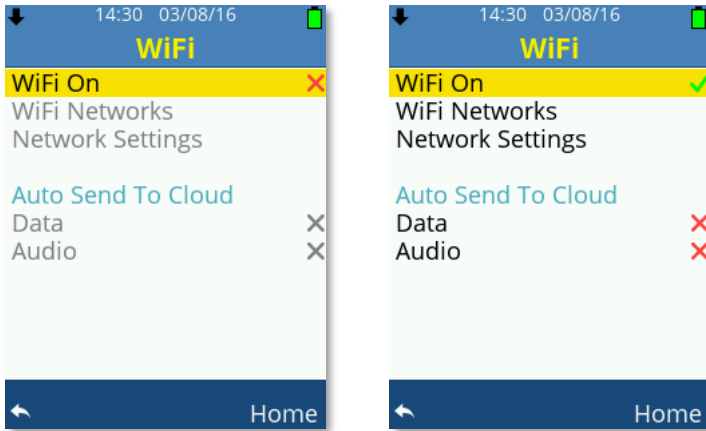 14:30 03/08/16
WiFi
WiFi On
WiFi Networks
Network Settings
Auto Send To Cloud
Data
Audio
Home
14:30 03/08/16
WiFi
WiFi On
WiFi Networks
Network Settings
Auto Send To Cloud
Data
Audio
Home